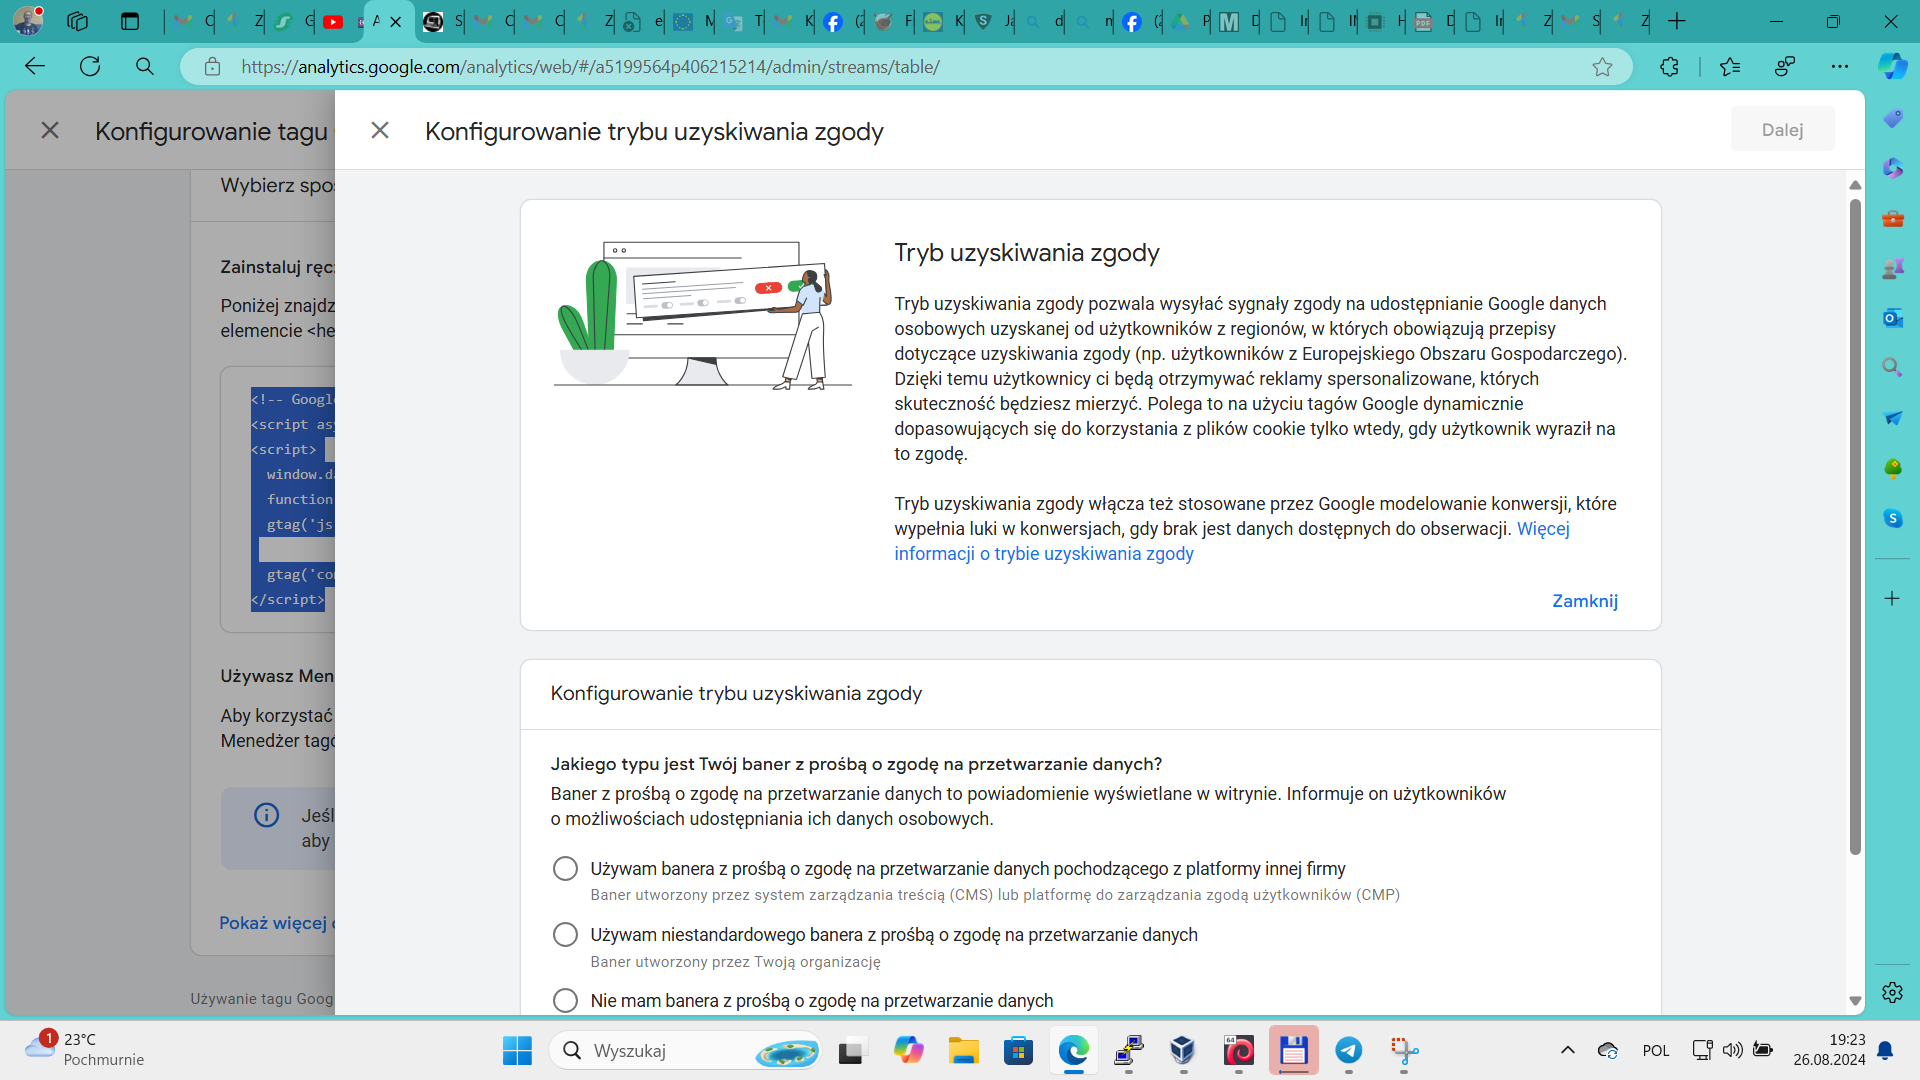 https://analytics.google.com/analytics/web/#/a5199564p406215214/admin/streams/table/
Konfigurowanie tagu
Konfigurowanie trybu uzyskiwania zgody
Dalej
Wybierz
Zainstaluj
Poniżej
elemencie
<!-- Google
<script
<script>
window.
function
gtag('js
gtag('
</script>
Używasz
Aby korzystać
Menedżer
aby
Pokaż więcej
Używanie tagu
Tryb uzyskiwania zgody
Tryb uzyskiwania zgody pozwala wysyłać sygnały zgody na udostępnianie Google danych
osobowych uzyskanej od użytkowników z regionów, w których obowiązują przepisy
dotyczące uzyskiwania zgody (np. użytkowników z Europejskiego Obszaru Gospodarczego).
Dzięki temu użytkownicy ci będą otrzymywać reklamy spersonalizowane, których
skuteczność będziesz mierzyć. Polega to na użyciu tagów Google dynamicznie
dopasowujących się do korzystania z plików cookie tylko wtedy, gdy użytkownik wyraził na
to zgodę.
Tryb uzyskiwania zgody włącza też stosowane przez Google modelowanie konwersji, które
wypełnia luki w konwersjach, gdy brak jest danych dostępnych do obserwacji. Więcej
informacji o trybie uzyskiwania zgody
Zamknij
Konfigurowanie trybu uzyskiwania zgody
Jakiego typu jest Twój baner z prośbą o zgodę na przetwarzanie danych?
Baner z prośbą o zgodę na przetwarzanie danych to powiadomienie wyświetlane w witrynie. Informuje on użytkowników
o możliwościach udostępniania ich danych osobowych.
Używam banera z prośbą o zgodę na przetwarzanie danych pochodzącego z platformy innej firmy
Baner utworzony przez system zarządzania treścią (CMS) lub platformę do zarządzania zgodą użytkowników (CMP)
Używam niestandardowego banera z prośbą o zgodę na przetwarzanie danych
Baner utworzony przez Twoją organizację
Nie mam banera z prośbą o zgodę na przetwarzanie danych
1
23°C
Pochmurnie
Wyszukaj
64
POL
19:23
26.08.2024